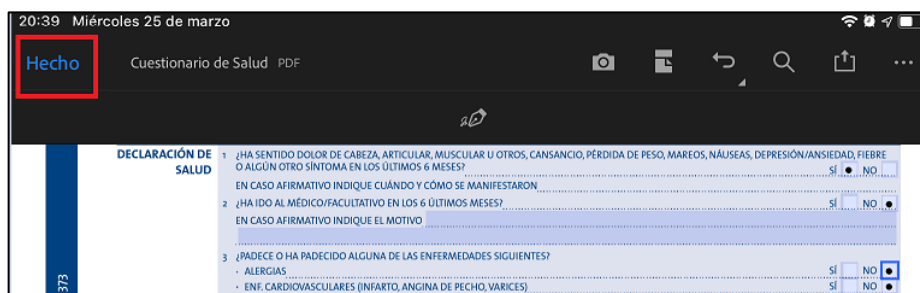 20:39 Miércoles 25 de marzo
Hecho
Cuestionario de Salud PDF
DECLARACIÓN DE SALUD
1 ¿HA SENTIDO DOLOR DE CABEZA, ARTICULAR, MUSCULAR U OTROS, CANSANCIO, PÉRDIDA DE PESO, MAREOS, NÁUSEAS, DEPRESIÓN/ANSIEDAD, FIEBRE
O ALGÚN OTRO SÍNTOMA EN LOS ÚLTIMOS 6 MESES? SÍ NO
EN CASO AFIRMATIVO INDIQUE CUÁNDO Y CÓMO SE MANIFESTARON
2 ¿HA IDO AL MÉDICO/FACULTATIVO EN LOS 6 ÚLTIMOS MESES? SÍ NO
EN CASO AFIRMATIVO INDIQUE EL MOTIVO
3 ¿PADECE O HA PADECIDO ALGUNA DE LAS ENFERMEDADES SIGUIENTES?
· ALERGIAS SÍ NO
· ENF. CARDIOVASCULARES (INFARTO, ANGINA DE PECHO, VARICES) SÍ NO
373